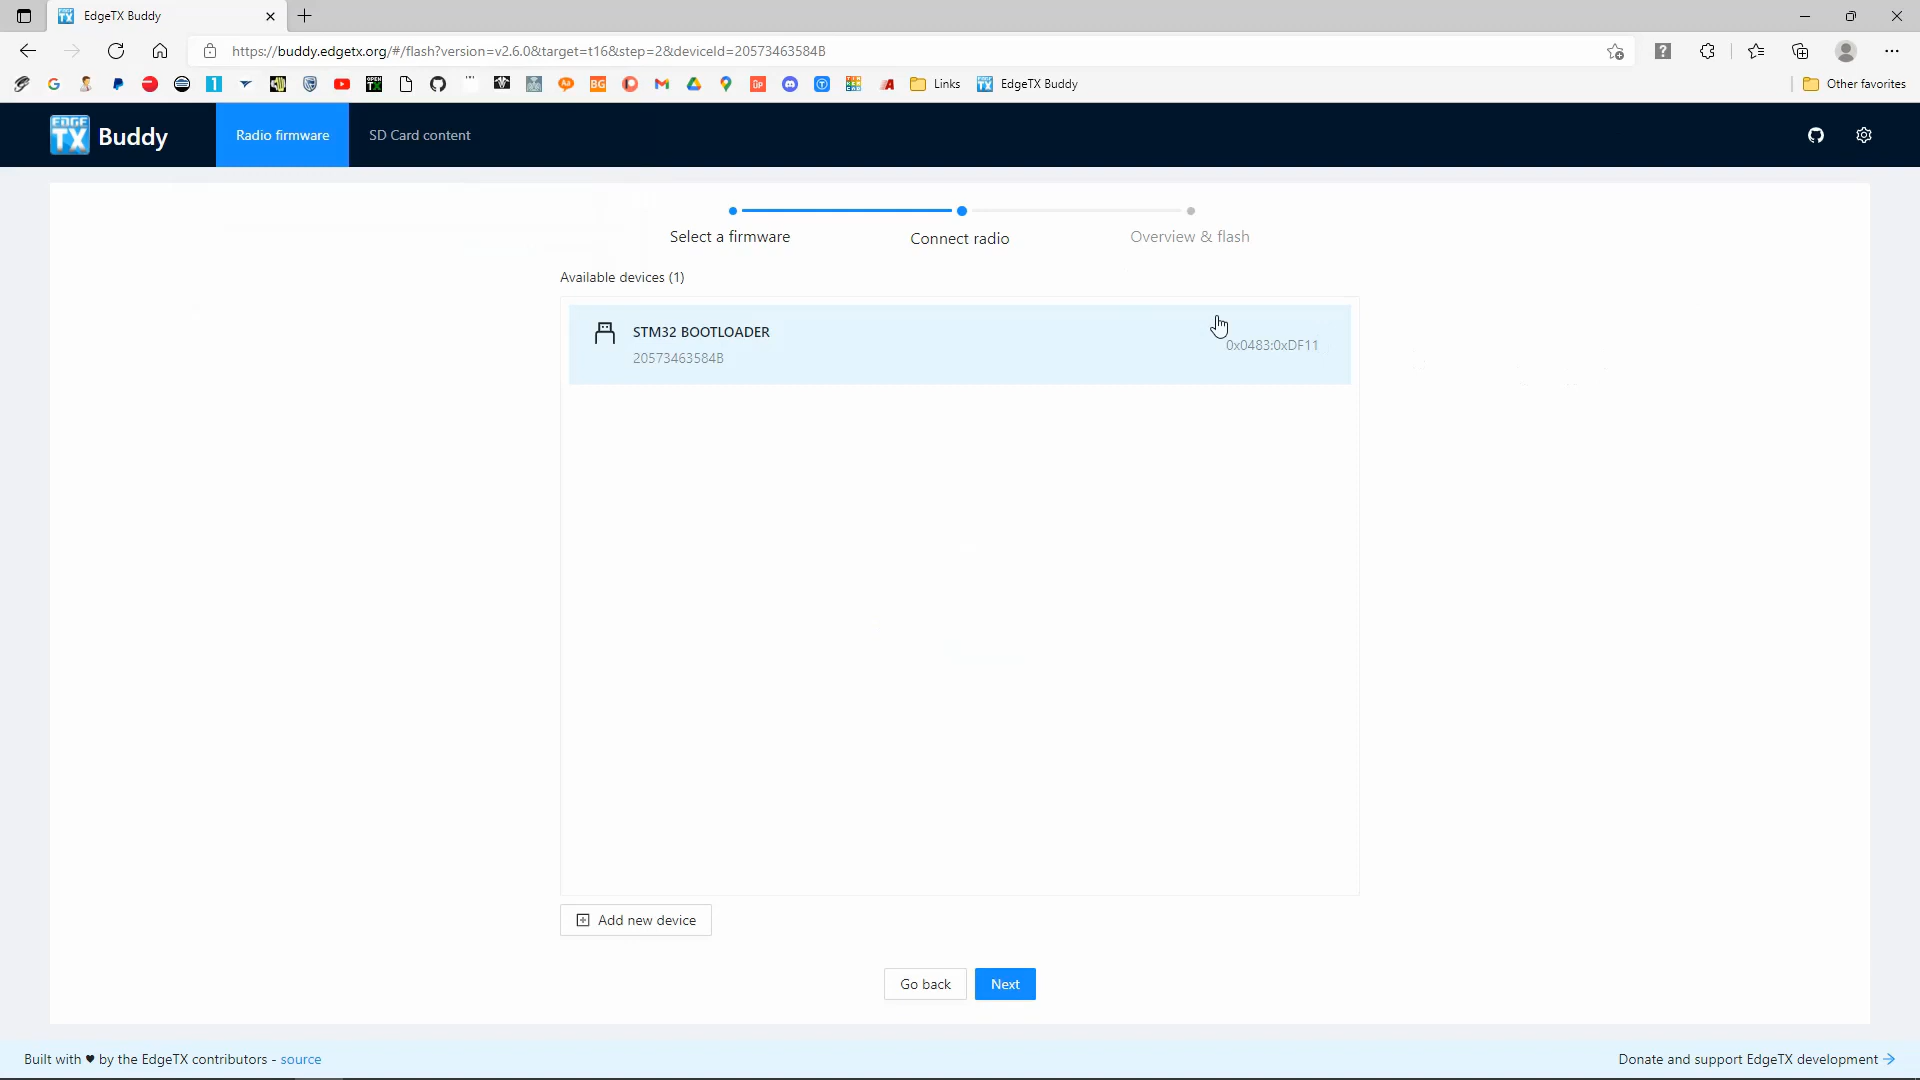 EdgeTX Buddy
https://buddy.edgetx.org/#/flash?version=v2.6.0&target=t16&step=2&deviceId=20573463584B
Links
EdgeTX Buddy
Other favorites
EDGE TX Buddy
Radio firmware
SD Card content
Select a firmware
Connect radio
Overview & flash
Available devices (1)
STM32 BOOTLOADER
20573463584B
0x0483:0xDF11
Add new device
Go back
Next
Built with ♥ by the EdgeTX contributors - source
Donate and support EdgeTX development →